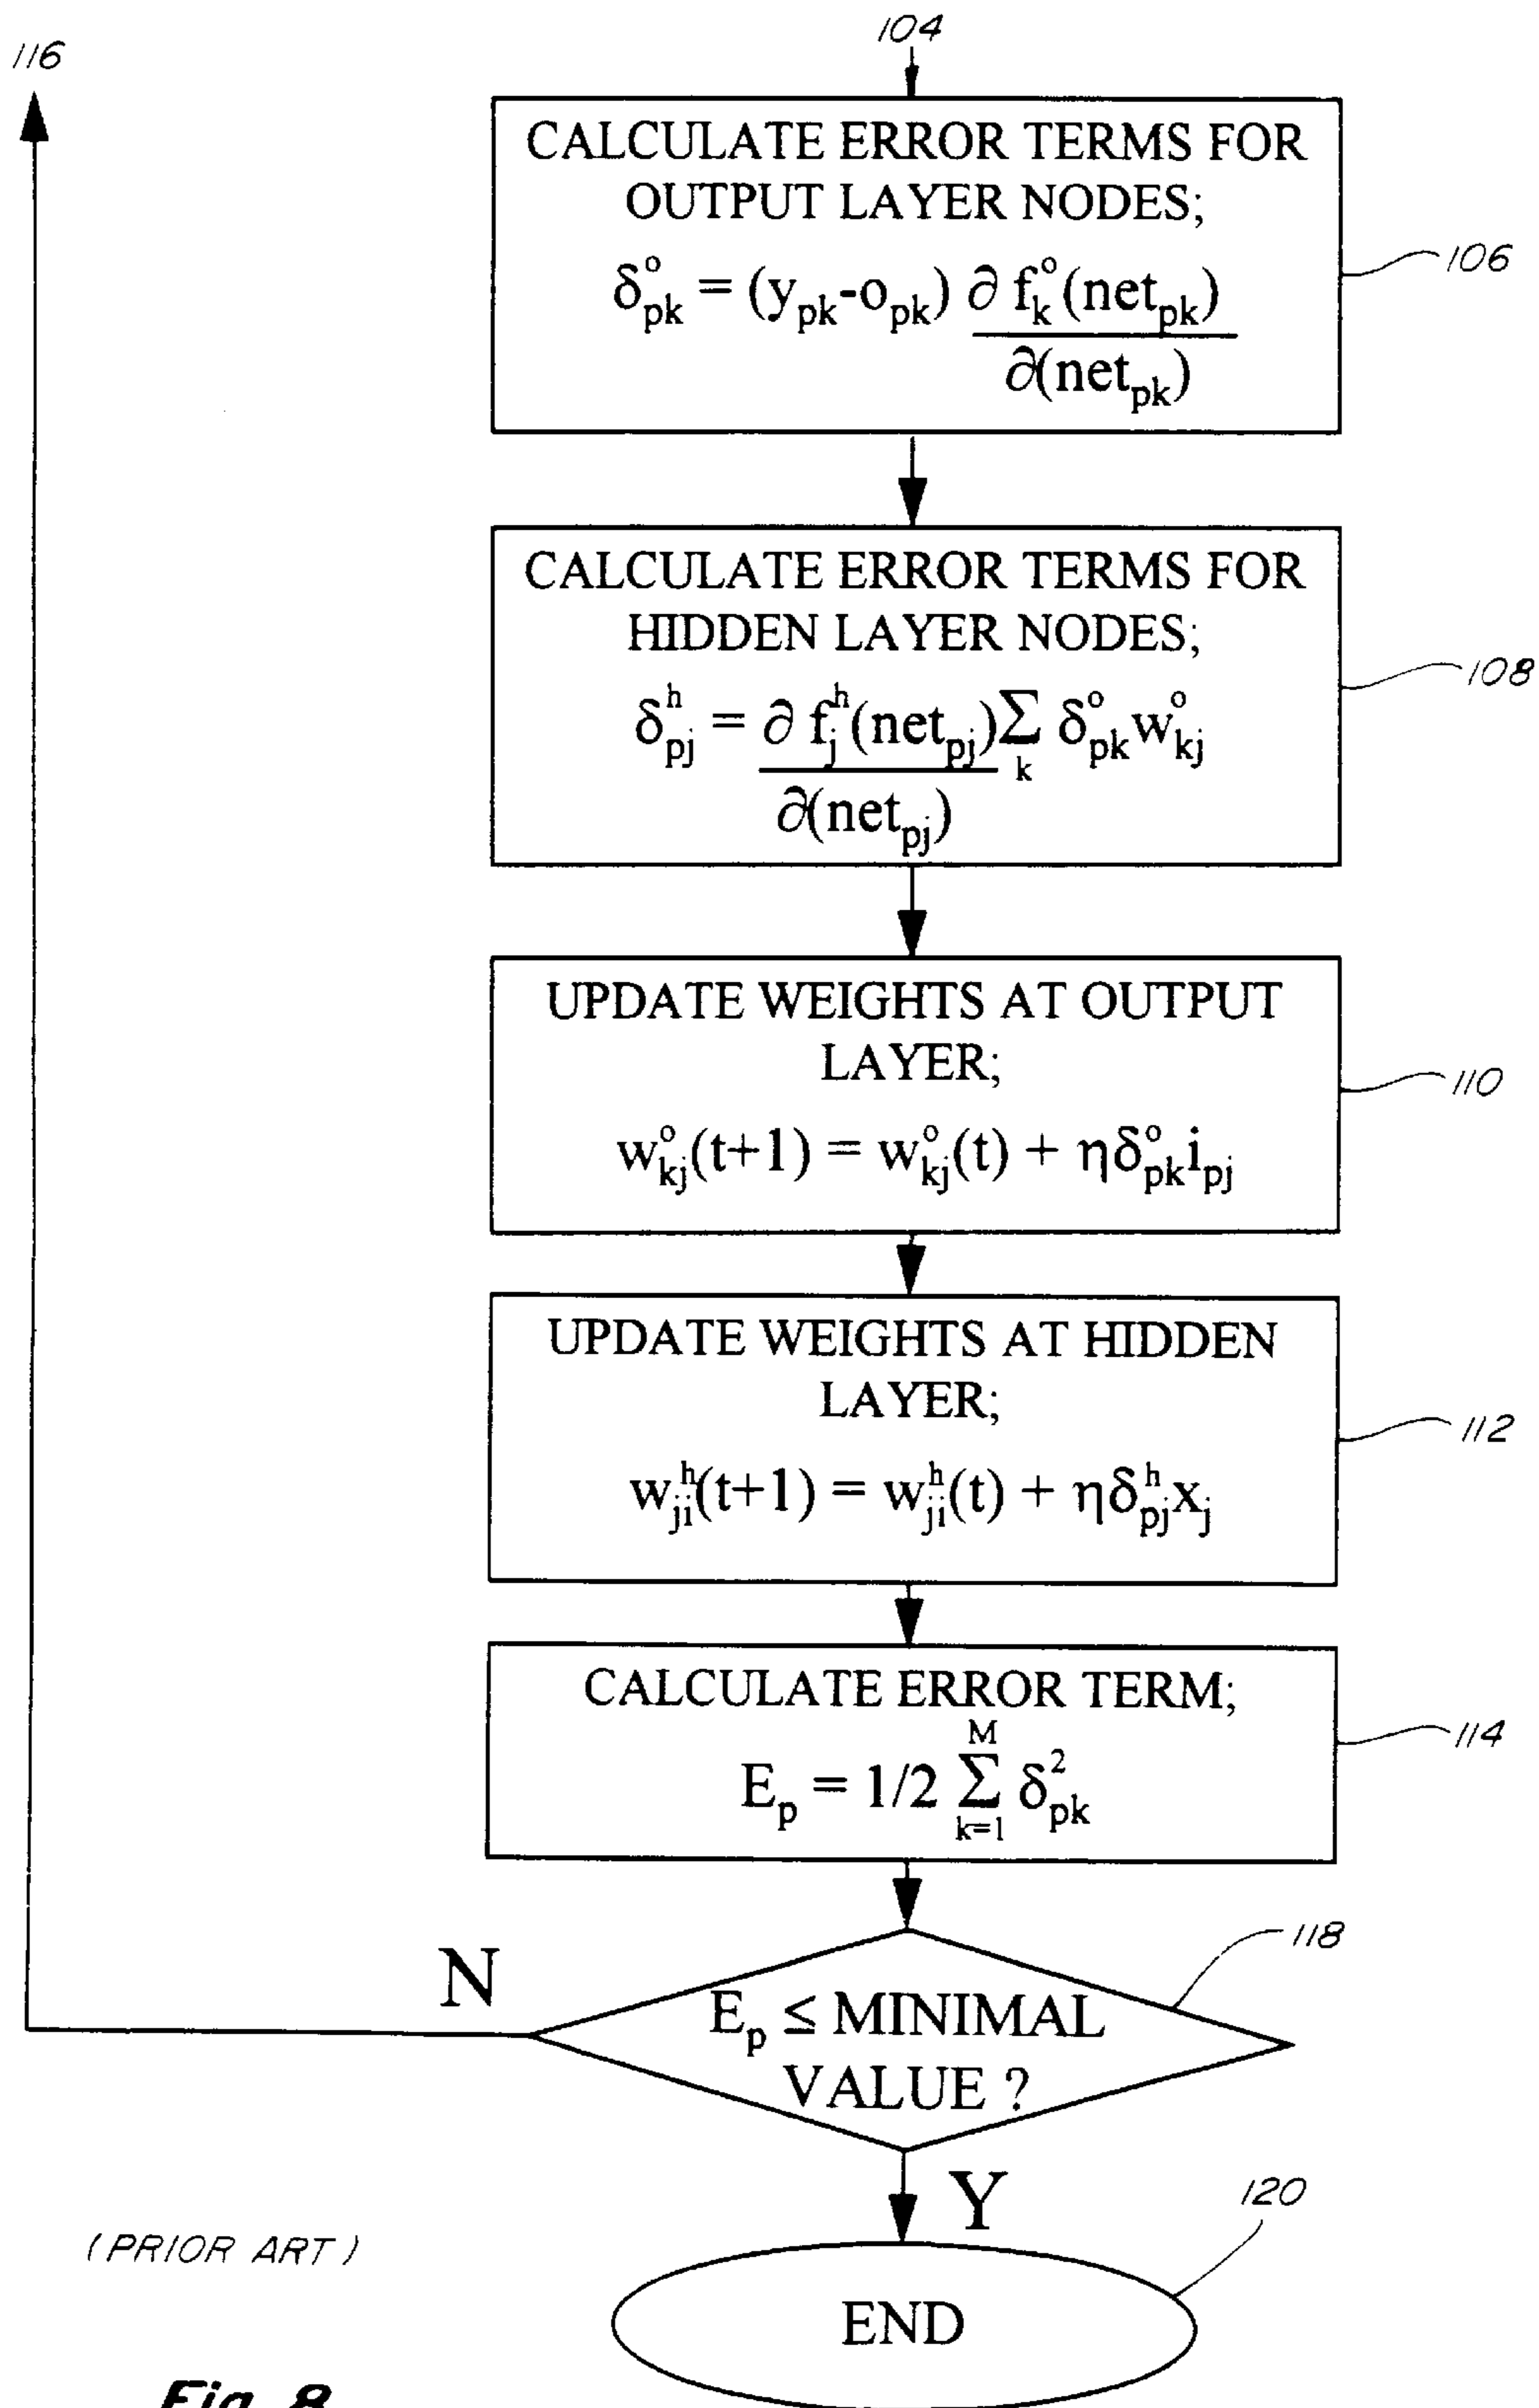 116
104
CALCULATE ERROR TERMS FOR
OUTPUT LAYER NODES;
δ°ₚₖ = (yₚₖ-oₚₖ) ∂ f°ₖ(netₚₖ)
∂(netₚₖ)
106
CALCULATE ERROR TERMS FOR
HIDDEN LAYER NODES;
δʰₚⱼ = ∂ fʰⱼ(netₚⱼ) Σ δ°ₚₖw°ₖⱼ
k
∂(netₚⱼ)
108
UPDATE WEIGHTS AT OUTPUT
LAYER;
w°ₖⱼ(t+1) = w°ₖⱼ(t) + ηδ°ₚₖiₚⱼ
110
UPDATE WEIGHTS AT HIDDEN
LAYER;
wʰⱼᵢ(t+1) = wʰⱼᵢ(t) + ηδʰₚⱼxⱼ
112
CALCULATE ERROR TERM;
M
Eₚ = 1/2 Σ δ²ₚₖ
k=1
114
118
N
Eₚ ≤ MINIMAL
VALUE ?
Y
120
(PRIOR ART)
END
Fig. 8